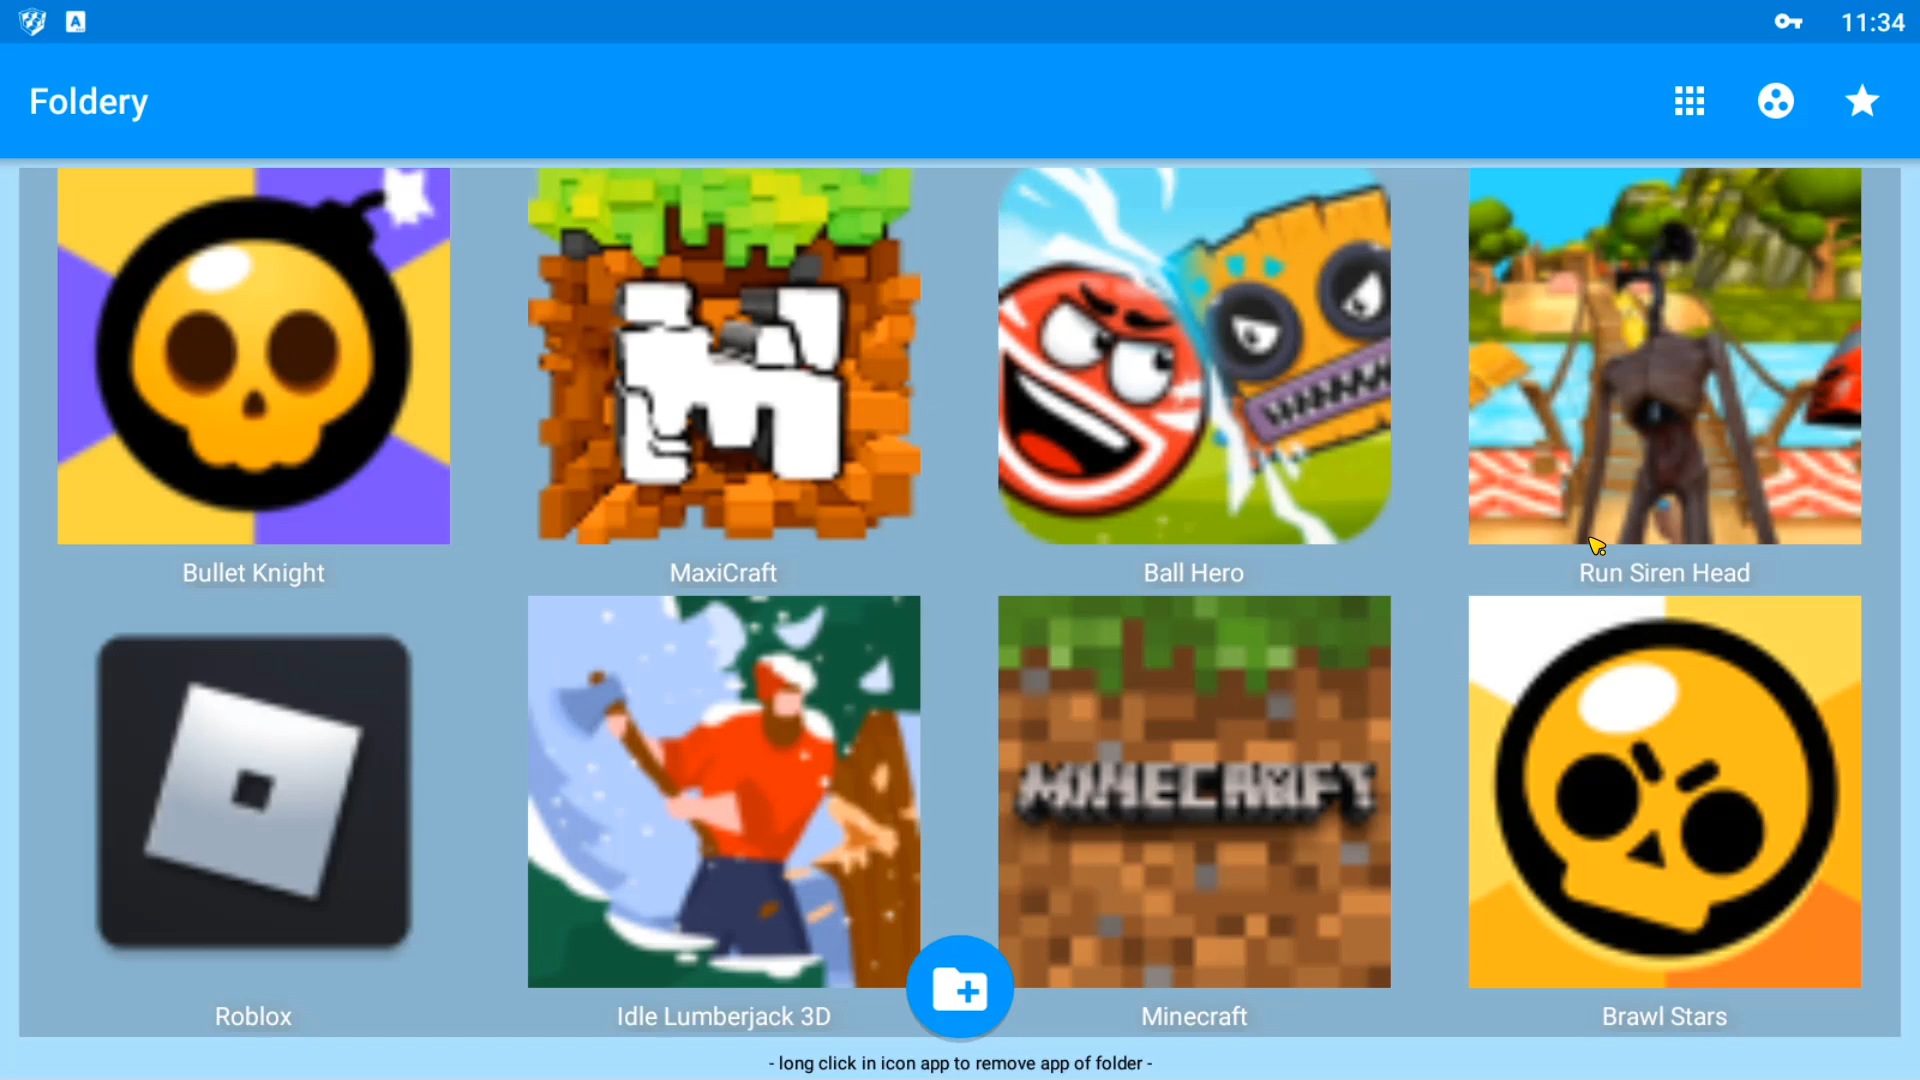 11:34
Foldery
Bullet Knight
MaxiCraft
Ball Hero
Run Siren Head
MINECRAFT
Roblox
Idle Lumberjack 3D
Minecraft
Brawl Stars
- long click in icon app to remove app of folder -